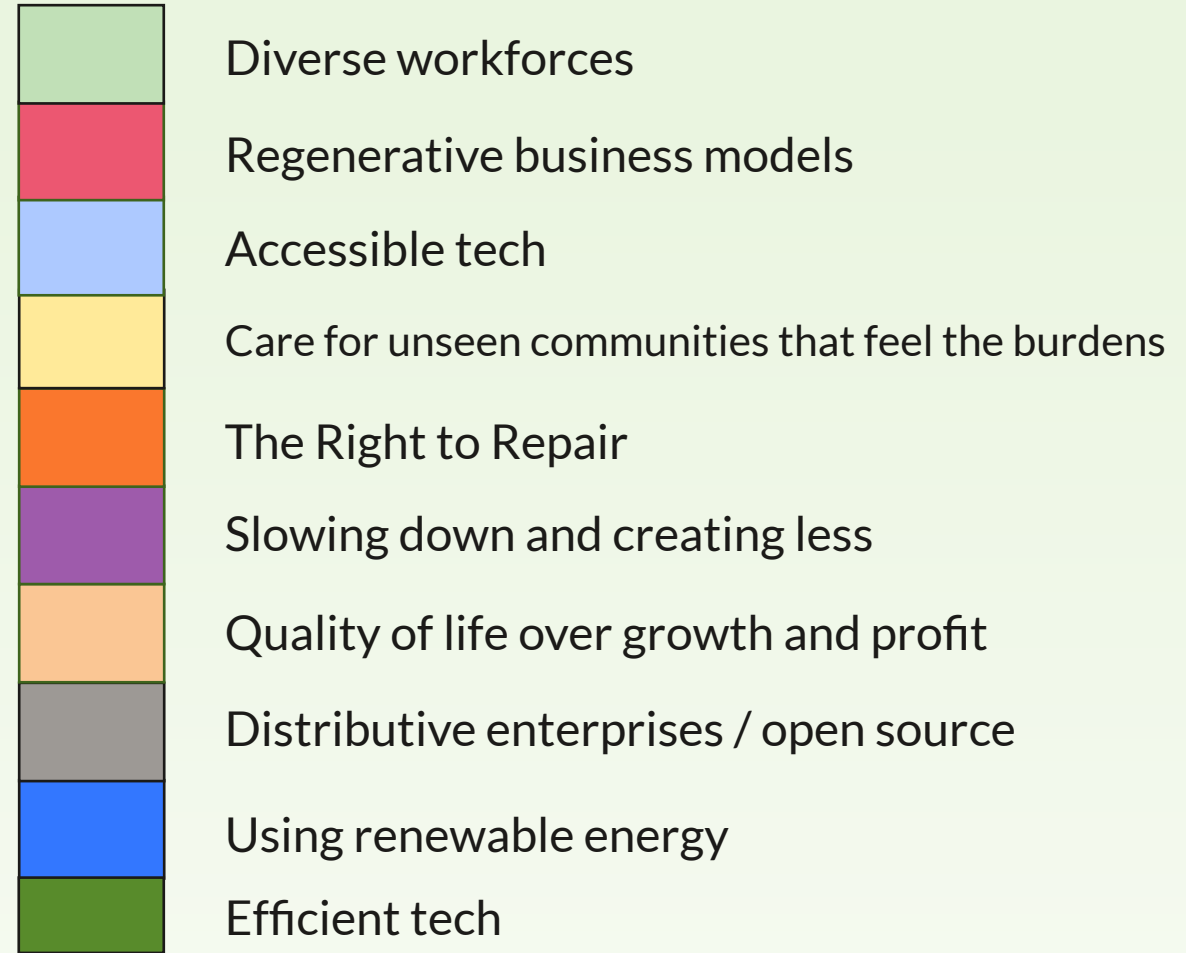 Diverse workforces
Regenerative business models
Accessible tech
Care for unseen communities that feel the burdens
The Right to Repair
Slowing down and creating less
Quality of life over growth and profit
Distributive enterprises / open source
Using renewable energy
Efficient tech